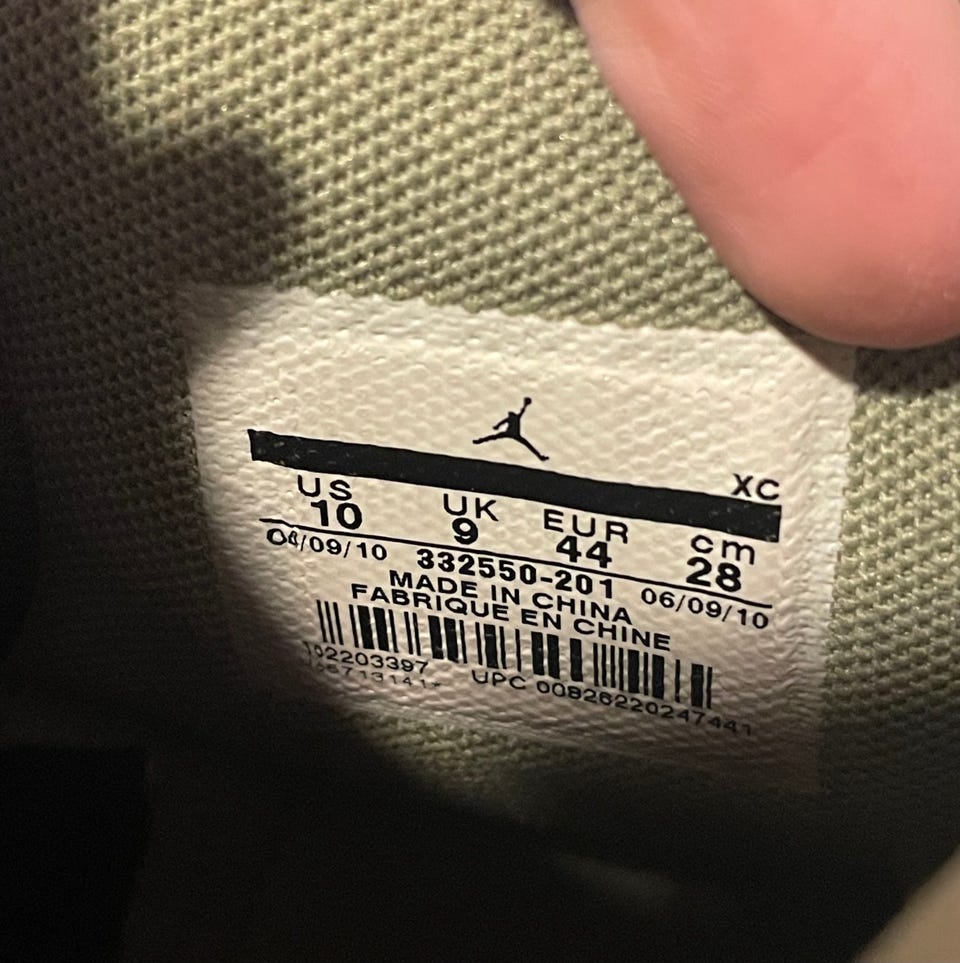 XC
US UK EUR cm
10 9 44 28
04/09/10 332550-201 06/09/10
MADE IN CHINA
FABRIQUE EN CHINE
UPC 00826220247441